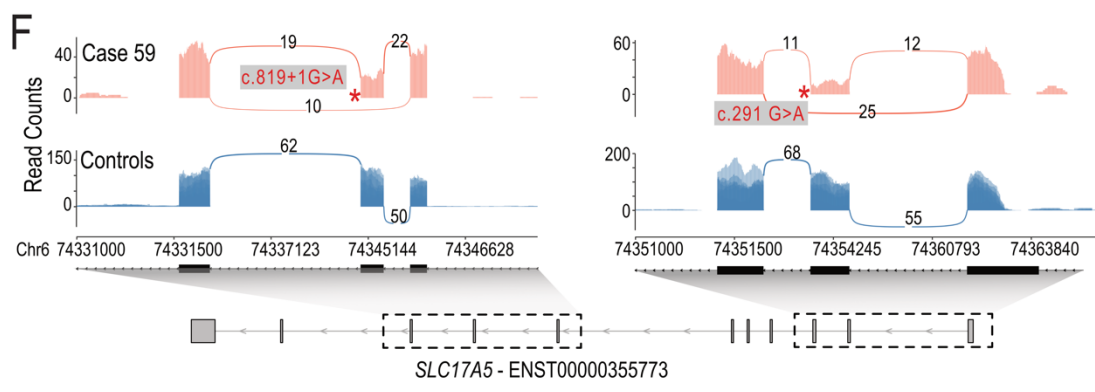 F
Case 59
Read Counts
40
0
19
22
c.819+1G>A
*
10
60
0
11
12
*
c.291 G>A
25
Controls
150
0
62
50
200
0
68
55
Chr6 74331000 74331500 74337123 74345144 74346628
74351000 74351500 74354245 74360793 74363840
SLC17A5 - ENST00000355773